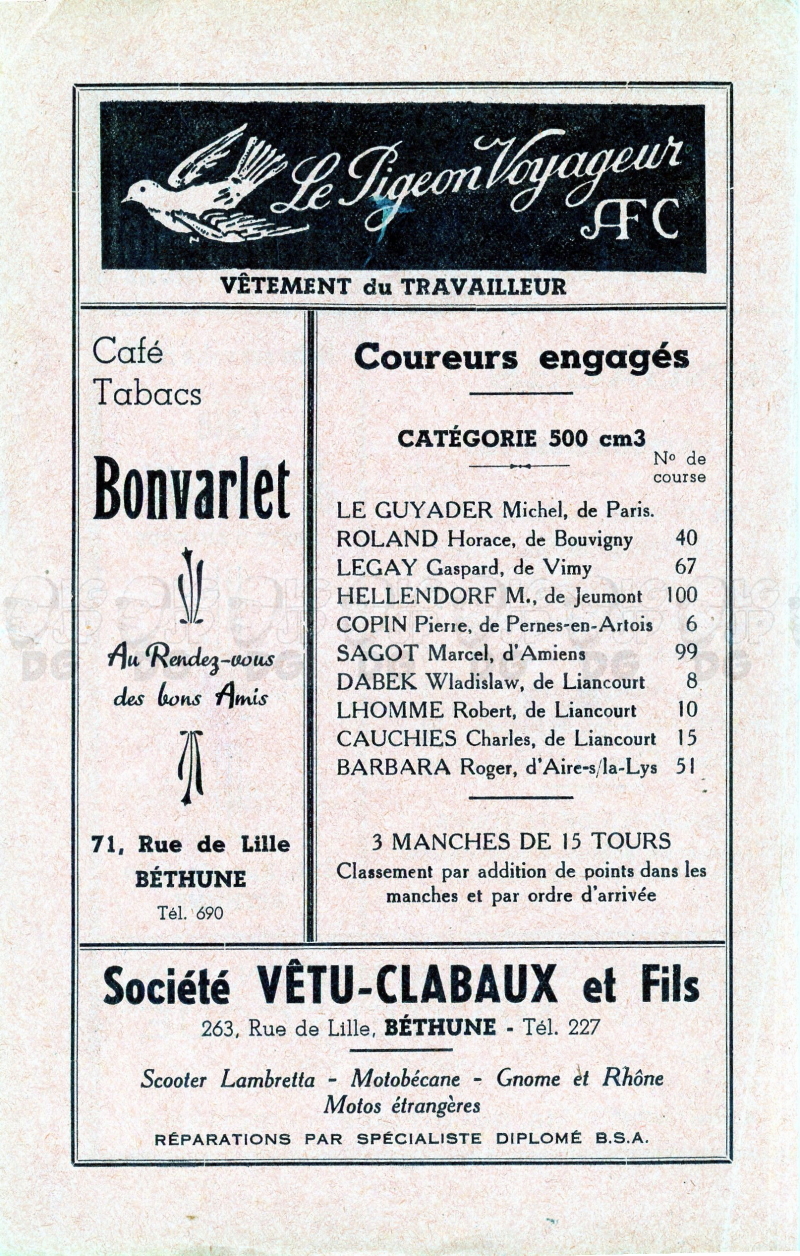 Le Pigeon Voyageur
AFC
VÊTEMENT du TRAVAILLEUR
Café
Tabacs
Bonvarlet
Au Rendez-vous
des bons Amis
71, Rue de Lille
BÉTHUNE
Tél. 690
Coureurs engagés
CATÉGORIE 500 cm3
Nº de
course
LE GUYADER Michel, de Paris.
ROLAND Horace, de Bouvigny 40
LEGAY Gaspard, de Vimy 67
HELLENDORF M., de Jeumont 100
COPIN Pierre, de Pernes-en-Artois 6
SAGOT Marcel, d'Amiens 99
DABEK Wladislaw, de Liancourt 8
LHOMME Robert, de Liancourt 10
CAUCHIES Charles, de Liancourt 15
BARBARA Roger, d'Aire-s/la-Lys 51
3 MANCHES DE 15 TOURS
Classement par addition de points dans les
manches et par ordre d'arrivée
Société VÊTU-CLABAUX et Fils
263, Rue de Lille, BÉTHUNE - Tél. 227
Scooter Lambretta - Motobécane - Gnome et Rhône
Motos étrangères
RÉPARATIONS PAR SPÉCIALISTE DIPLOMÉ B.S.A.